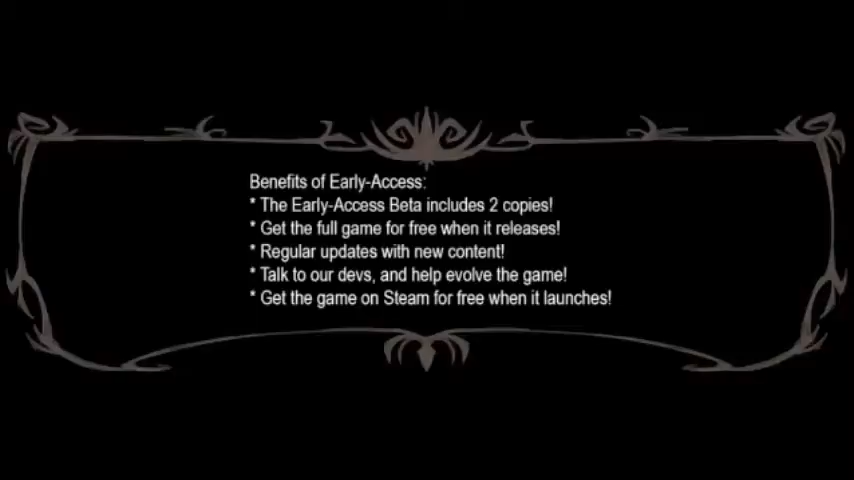 Benefits of Early-Access:
* The Early-Access Beta includes 2 copies!
* Get the full game for free when it releases!
* Regular updates with new content!
* Talk to our devs, and help evolve the game!
* Get the game on Steam for free when it launches!